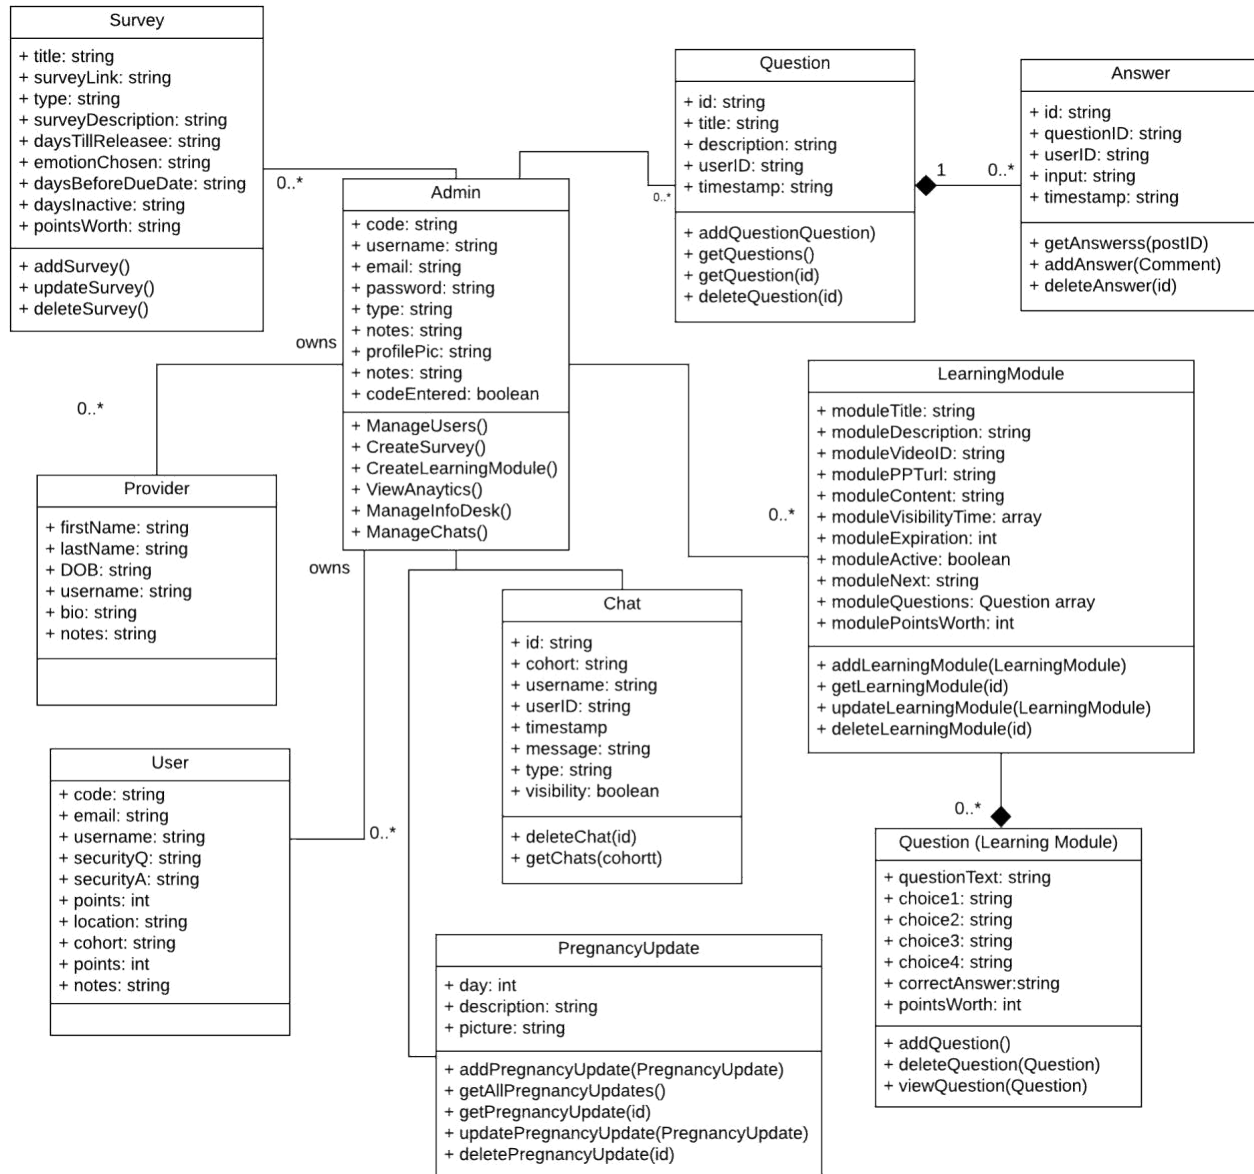 Survey
+ title: string
+ surveyLink: string
+ type: string
+ surveyDescription: string
+ daysTillReleasee: string
+ emotionChosen: string
+ daysBeforeDueDate: string
+ daysInactive: string
+ pointsWorth: string
+ addSurvey()
+ updateSurvey()
+ deleteSurvey()
0..*
Question
+ id: string
+ title: string
+ description: string
+ userID: string
+ timestamp: string
+ addQuestionQuestion)
+ getQuestions()
+ getQuestion(id)
+ deleteQuestion(id)
0..*
1
0..*
Answer
+ id: string
+ questionID: string
+ userID: string
+ input: string
+ timestamp: string
+ getAnswerss(postID)
+ addAnswer(Comment)
+ deleteAnswer(id)
Admin
+ code: string
+ username: string
+ email: string
+ password: string
+ type: string
+ notes: string
+ profilePic: string
+ notes: string
+ codeEntered: boolean
+ ManageUsers()
+ CreateSurvey()
+ CreateLearningModule()
+ ViewAnaytics()
+ ManageInfoDesk()
+ ManageChats()
owns
0..*
Provider
+ firstName: string
+ lastName: string
+ DOB: string
+ username: string
+ bio: string
+ notes: string
owns
0..*
User
+ code: string
+ email: string
+ username: string
+ securityQ: string
+ securityA: string
+ points: int
+ location: string
+ cohort: string
+ points: int
+ notes: string
Chat
+ id: string
+ cohort: string
+ username: string
+ userID: string
+ timestamp
+ message: string
+ type: string
+ visibility: boolean
+ deleteChat(id)
+ getChats(cohortt)
PregnancyUpdate
+ day: int
+ description: string
+ picture: string
+ addPregnancyUpdate(PregnancyUpdate)
+ getAllPregnancyUpdates()
+ getPregnancyUpdate(id)
+ updatePregnancyUpdate(PregnancyUpdate)
+ deletePregnancyUpdate(id)
0..*
LearningModule
+ moduleTitle: string
+ moduleDescription: string
+ moduleVideoID: string
+ modulePPTurl: string
+ moduleContent: string
+ moduleVisibilityTime: array
+ moduleExpiration: int
+ moduleActive: boolean
+ moduleNext: string
+ moduleQuestions: Question array
+ modulePointsWorth: int
+ addLearningModule(LearningModule)
+ getLearningModule(id)
+ updateLearningModule(LearningModule)
+ deleteLearningModule(id)
0..*
Question (Learning Module)
+ questionText: string
+ choice1: string
+ choice2: string
+ choice3: string
+ choice4: string
+ correctAnswer:string
+ pointsWorth: int
+ addQuestion()
+ deleteQuestion(Question)
+ viewQuestion(Question)